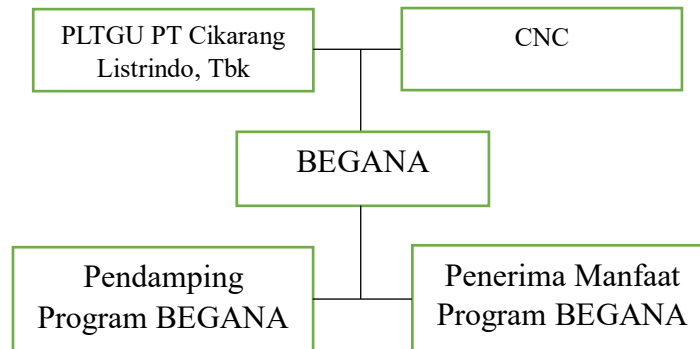 PLTGU PT Cikarang
Listrindo, Tbk
CNC
BEGANA
Pendamping
Program BEGANA
Penerima Manfaat
Program BEGANA